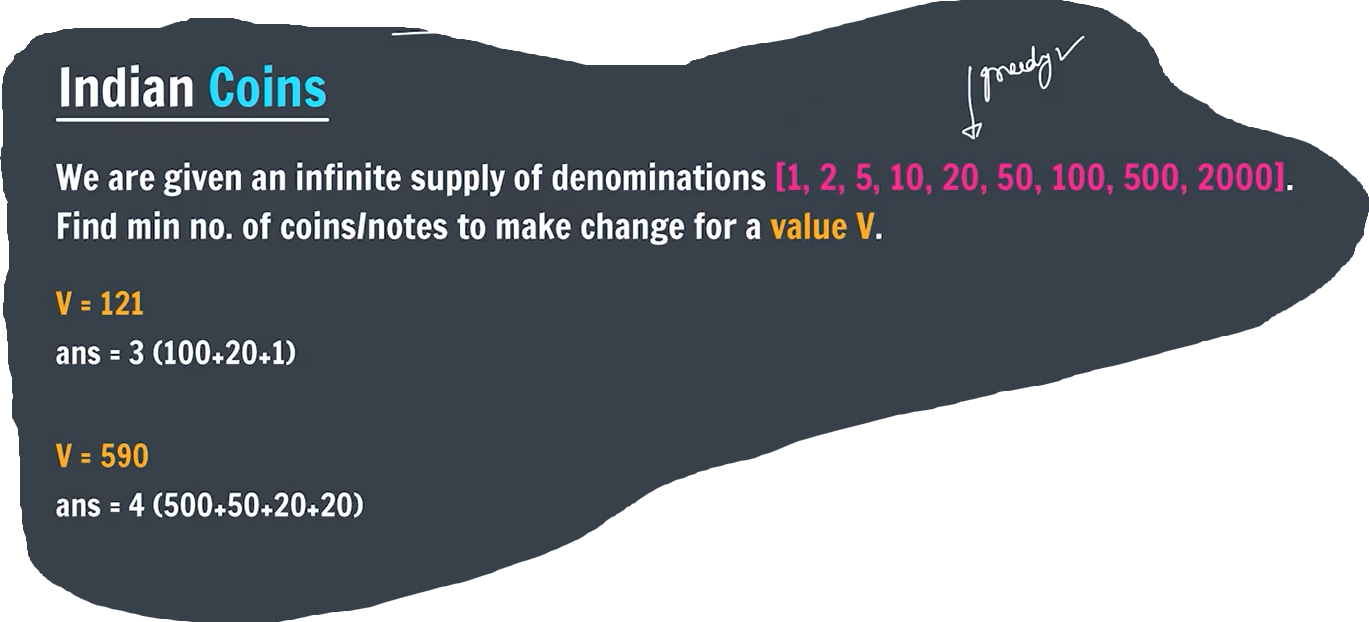 greedy
Indian Coins
We are given an infinite supply of denominations [1, 2, 5, 10, 20, 50, 100, 500, 2000].
Find min no. of coins/notes to make change for a value V.
V = 121
ans = 3 (100+20+1)
V = 590
ans = 4 (500+50+20+20)